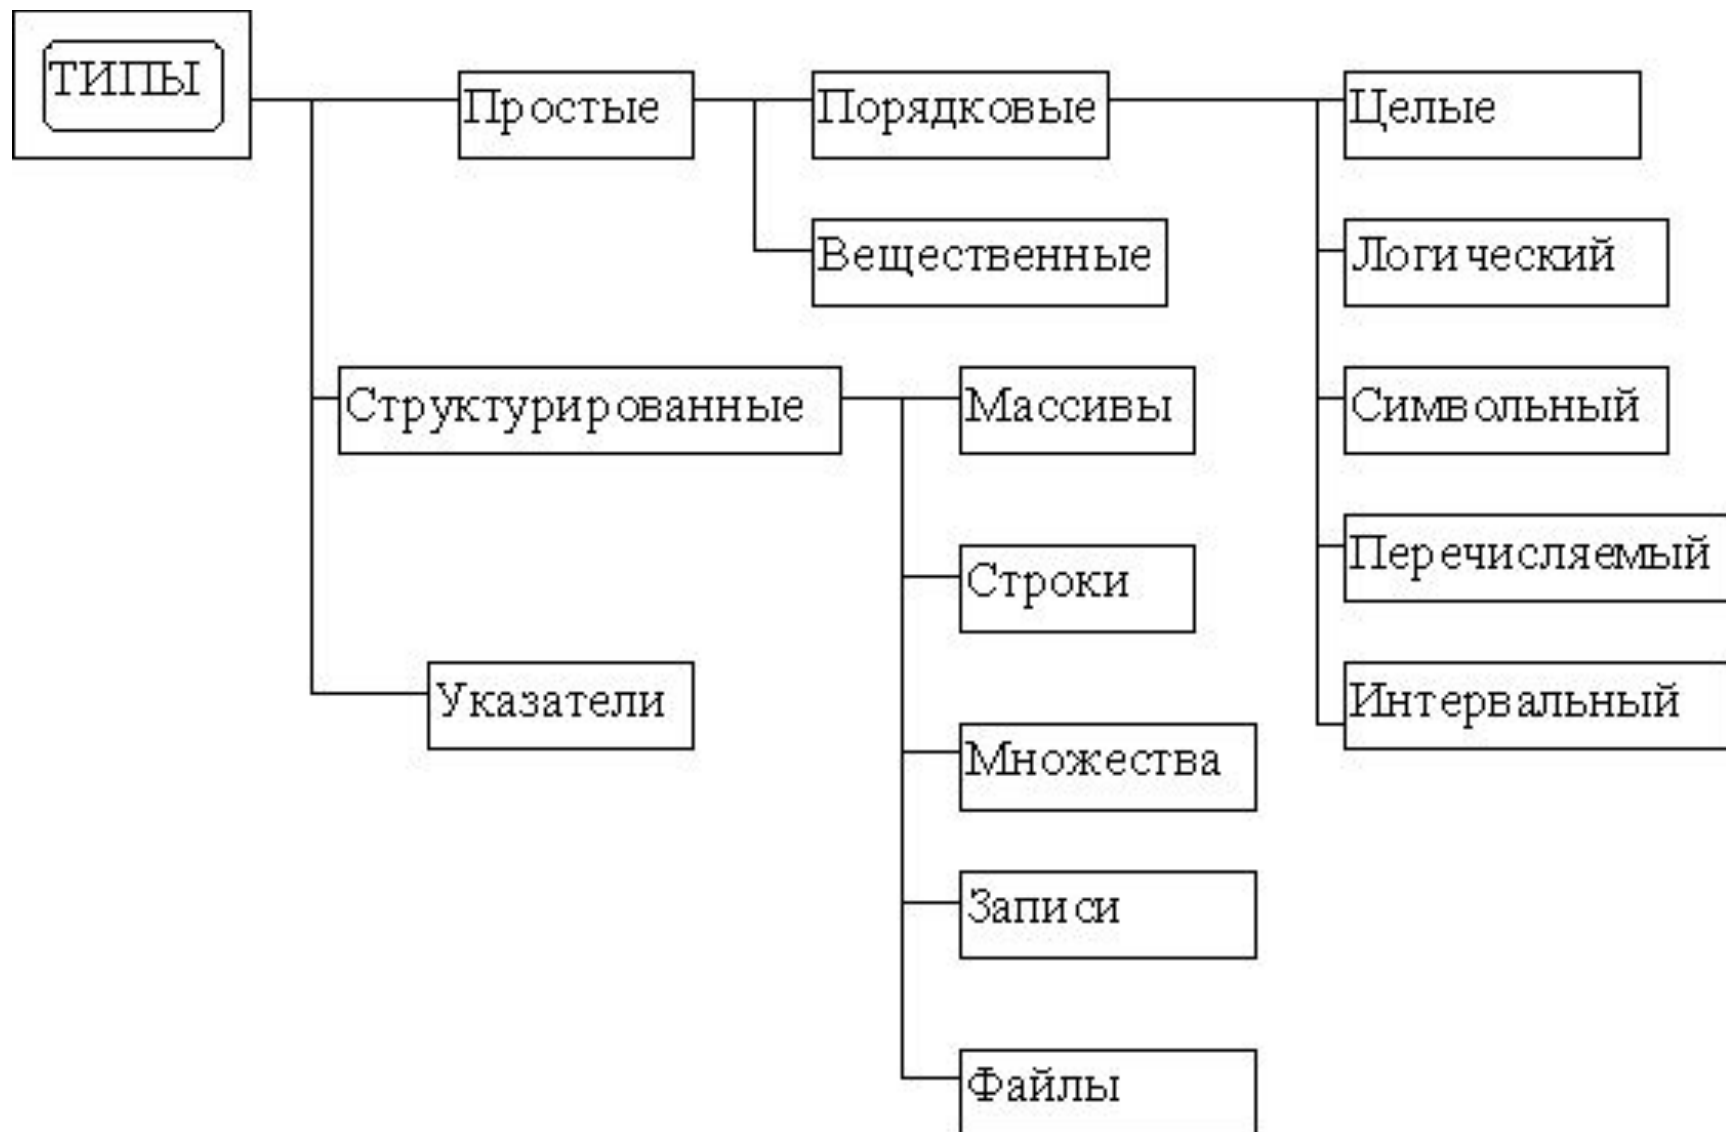 ТИПЫ
Простые
Порядковые
Целые
Вещественные
Логический
Структурированные
Массивы
Символьный
Строки
Перечисляемый
Указатели
Интервальный
Множества
Записи
Файлы